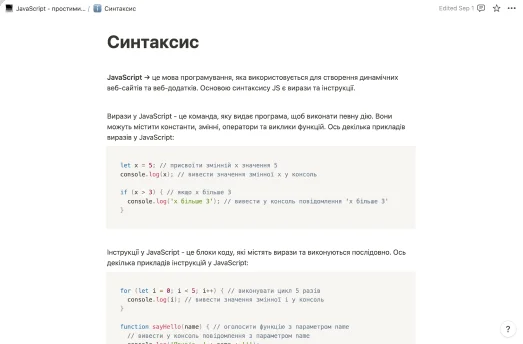 JavaScript - простими... / Синтаксис
Edited Sep 1
Синтаксис
JavaScript → це мова програмування, яка використовується для створення динамічних
веб-сайтів та веб-додатків. Основою синтаксису JS є вирази та інструкції.
Вирази у JavaScript - це команда, яку видає програма, щоб виконати певну дію. Вони
можуть містити константи, змінні, оператори та виклики функцій. Ось декілька прикладів
виразів у JavaScript:
let x = 5; // присвоїти змінній x значення 5
console.log(x); // вивести значення змінної x у консоль
if (x > 3) { // якщо x більше 3
console.log('x більше 3'); // вивести у консоль повідомлення 'x більше 3'
}
Інструкції у JavaScript - це блоки коду, які містять вирази та виконуються послідовно. Ось
декілька прикладів інструкцій у JavaScript:
for (let i = 0; i < 5; i++) { // виконувати цикл 5 разів
console.log(i); // вивести значення змінної i у консоль
}
function sayHello(name) { // оголосити функцію з параметром name
// вивести у консоль повідомлення з параметром name
?